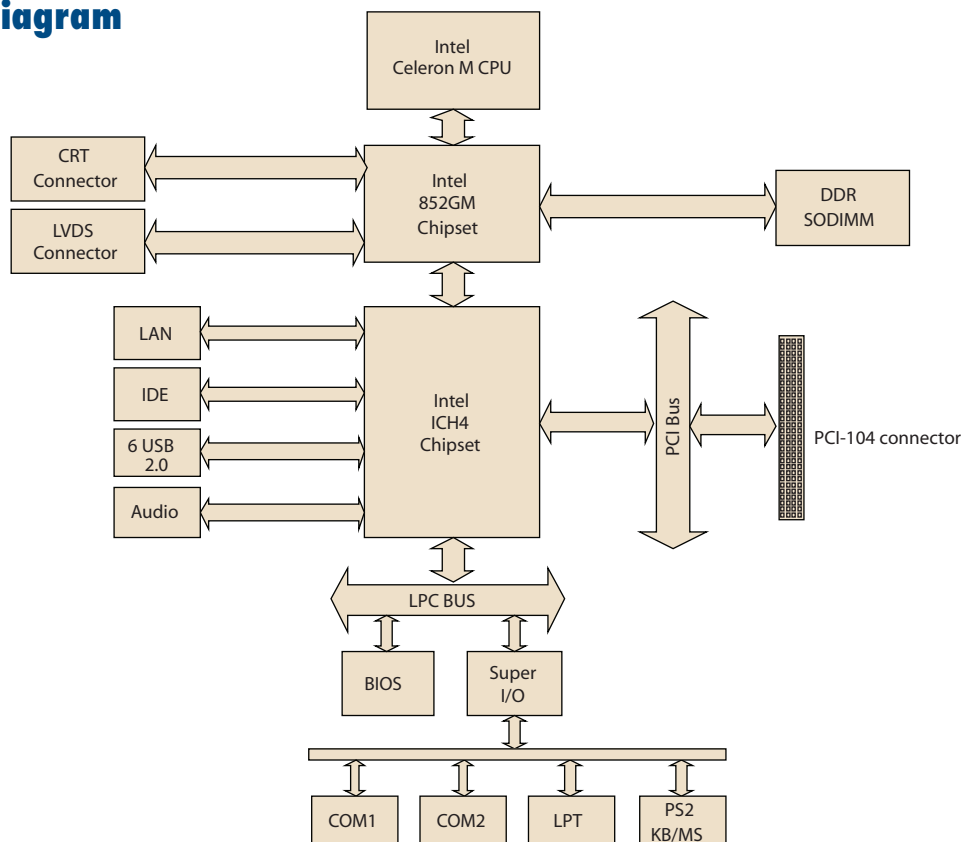 iagram
Intel
Celeron M CPU
CRT
Connector
Intel
852GM
Chipset
DDR
SODIMM
LVDS
Connector
LAN
IDE
6 USB
2.0
Audio
Intel
ICH4
Chipset
PCI Bus
PCI-104 connector
LPC BUS
BIOS
Super
I/O
COM1
COM2
LPT
PS2
KB/MS